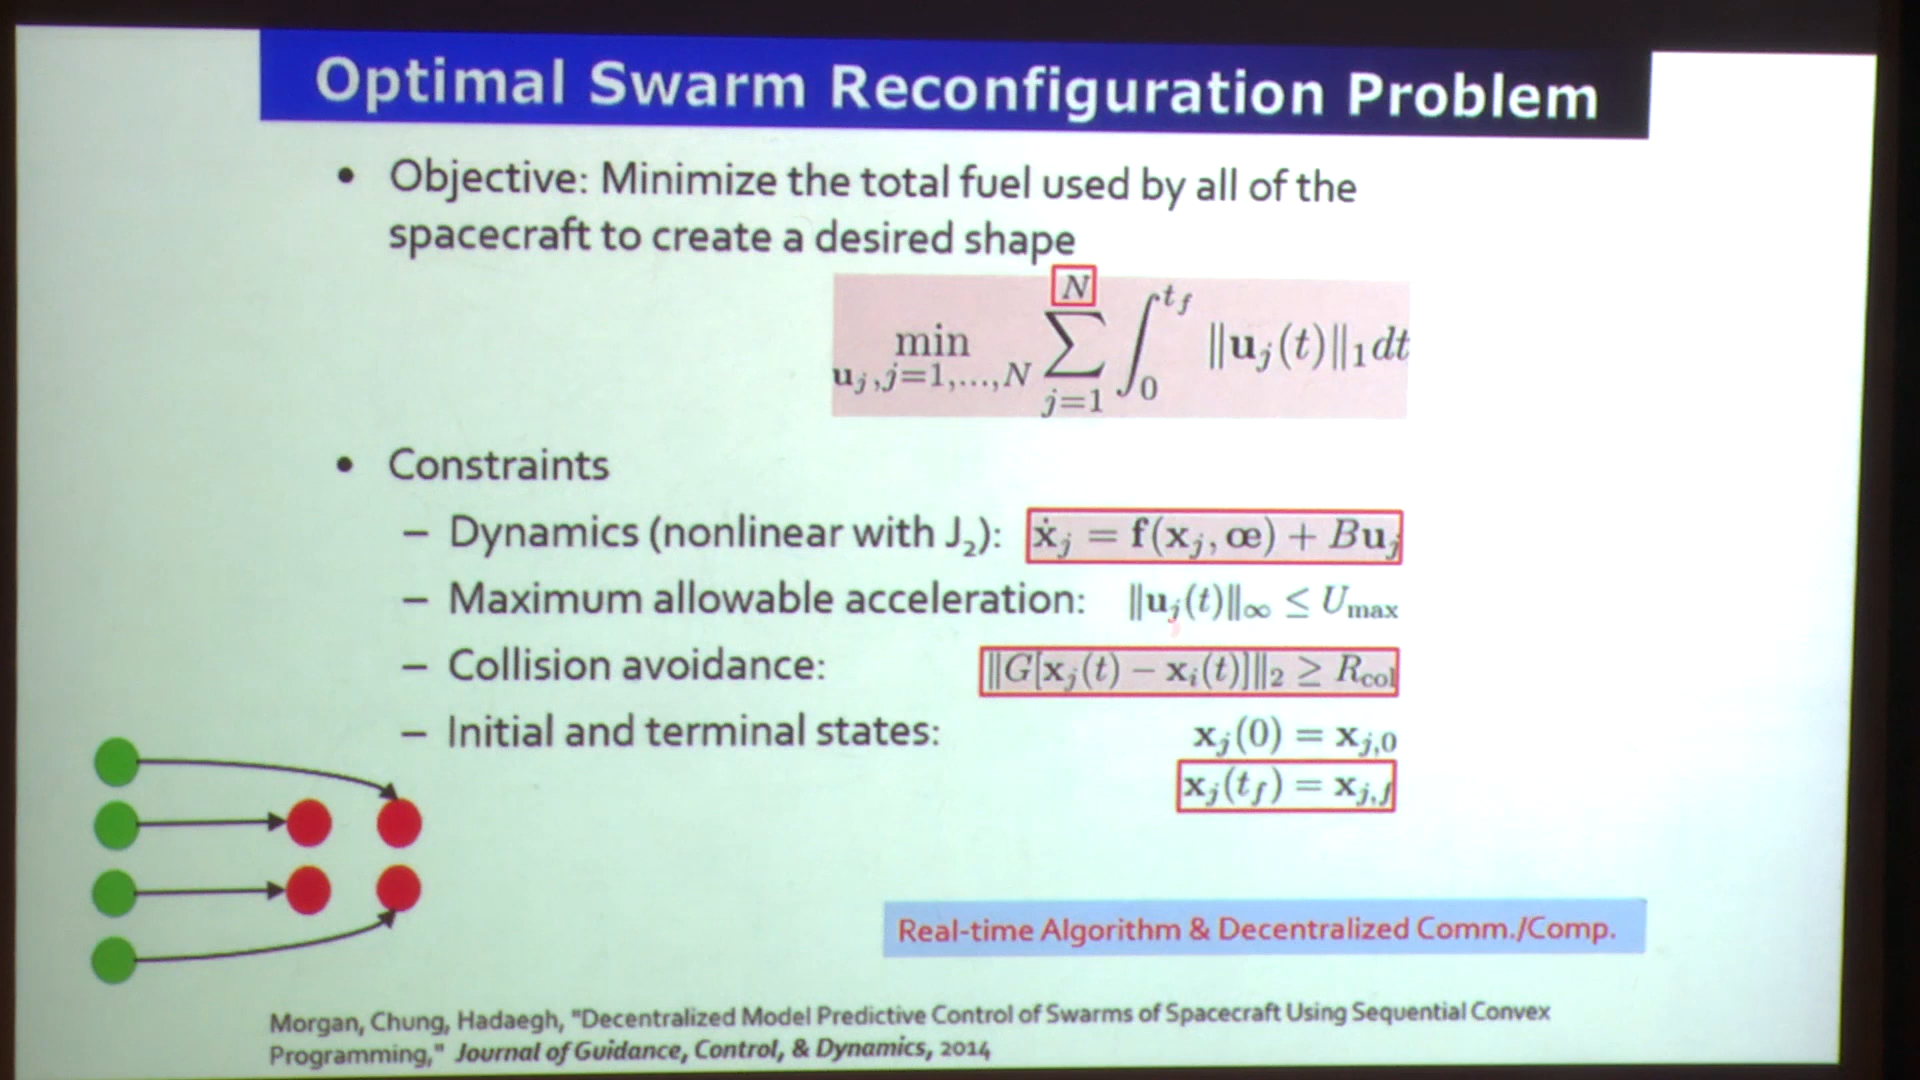 Optimal Swarm Reconfiguration Problem
• Objective: Minimize the total fuel used by all of the
spacecraft to create a desired shape
min_{u_j, j=1,...,N} ∑_{j=1}^{N} ∫_0^{t_f} ‖u_j(t)‖_1 dt
• Constraints
– Dynamics (nonlinear with J₂): ẋ_j = f(x_j, œ) + Bu_j
– Maximum allowable acceleration: ‖u_j(t)‖_∞ ≤ U_max
– Collision avoidance: ‖G[x_j(t) − x_i(t)]‖_2 ≥ R_col
– Initial and terminal states: x_j(0) = x_{j,0}
x_j(t_f) = x_{j,f}
Real-time Algorithm & Decentralized Comm./Comp.
Morgan, Chung, Hadaegh, "Decentralized Model Predictive Control of Swarms of Spacecraft Using Sequential Convex
Programming," Journal of Guidance, Control, & Dynamics, 2014